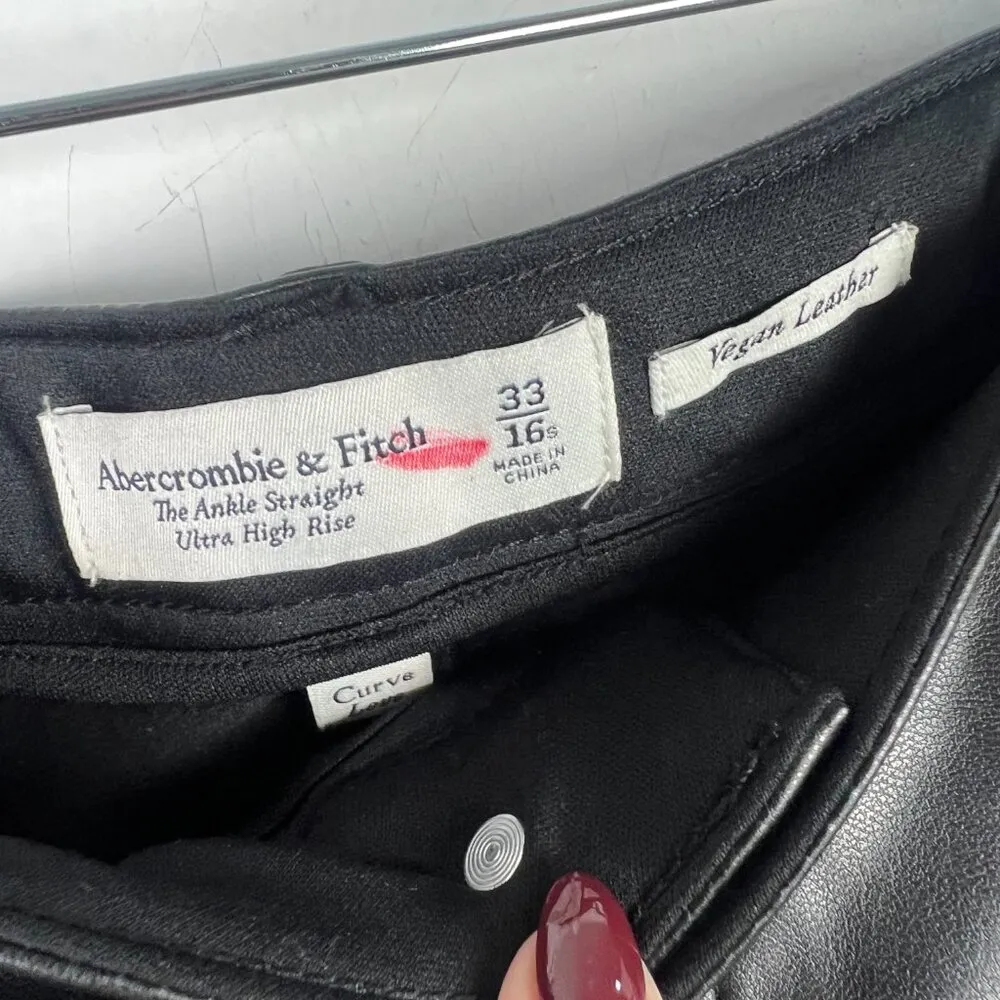 Abercrombie & Fitch
The Ankle Straight
Ultra High Rise
33
16s
MADE IN
CHINA
Vegan Leather
Curve